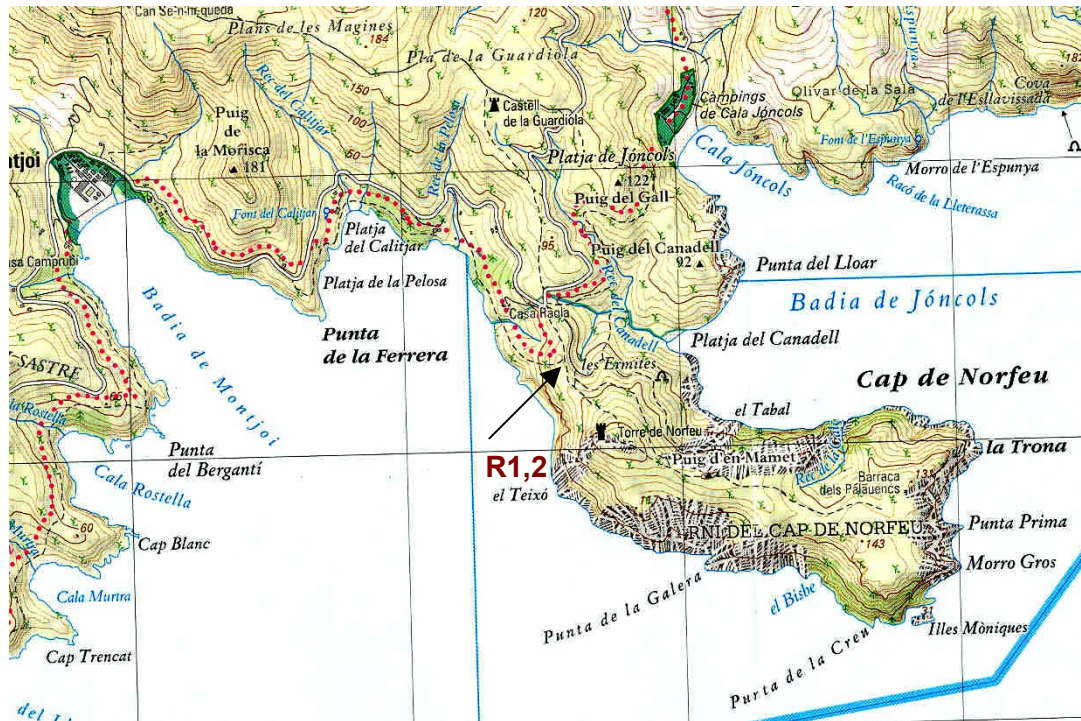 Can Se-n-hi-queda
Plans de les Magines
184
120
Pla de la Guardiola
Rec del Calitjar
150
100
50
Puig
de
la Morisca
181
Rec de la Pelosa
Castell
de la Guardiola
Càmpings
de Cala Jóncols
Olivar de la Sala
Cova
de l'Esllavissada
182
Font de l'Espunya
Morro de l'Espunya
Racó de la Lleterassa
Platja de Jóncols
Cala Jóncols
122
Puig del Gall
Font del Calitjar
Platja
del Calitjar
Platja de la Pelosa
95
Puig del Canadell
92
Punta del Lloar
Badia de Jóncols
Casa Ragla
Rec del Canadell
Platja del Canadell
Badia de Montjoi
Punta
de la Ferrera
SASTRE
65
les Ermites
Cap de Norfeu
el Tabal
Punta
del Bergantí
Cala Rostella
R1,2
el Teixó
Torre de Norfeu
Puig d'en Mamet
la Trona
Barraca
dels Palauencs
138
117
RNI DEL CAP DE NORFEU
143
Punta Prima
Morro Gros
60
Cap Blanc
Cala Murtra
Cap Trencat
Punta de la Galera
el Bisbe
Punta de la Creu
31
Illes Mòniques